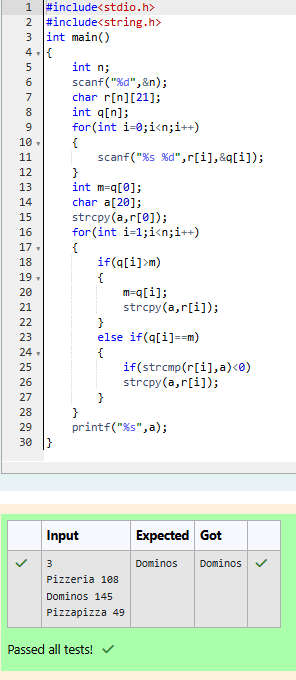 1 #include<stdio.h>
2 #include<string.h>
3 int main()
4 {
5     int n;
6     scanf("%d",&n);
7     char r[n][21];
8     int q[n];
9     for(int i=0;i<n;i++)
10     {
11         scanf("%s %d",r[i],&q[i]);
12     }
13     int m=q[0];
14     char a[20];
15     strcpy(a,r[0]);
16     for(int i=1;i<n;i++)
17     {
18         if(q[i]>m)
19         {
20             m=q[i];
21             strcpy(a,r[i]);
22         }
23         else if(q[i]==m)
24         {
25             if(strcmp(r[i],a)<0)
26             strcpy(a,r[i]);
27         }
28     }
29     printf("%s",a);
30 }
Input Expected Got
3 Dominos Dominos
Pizzeria 108
Dominos 145
Pizzapizza 49
Passed all tests!